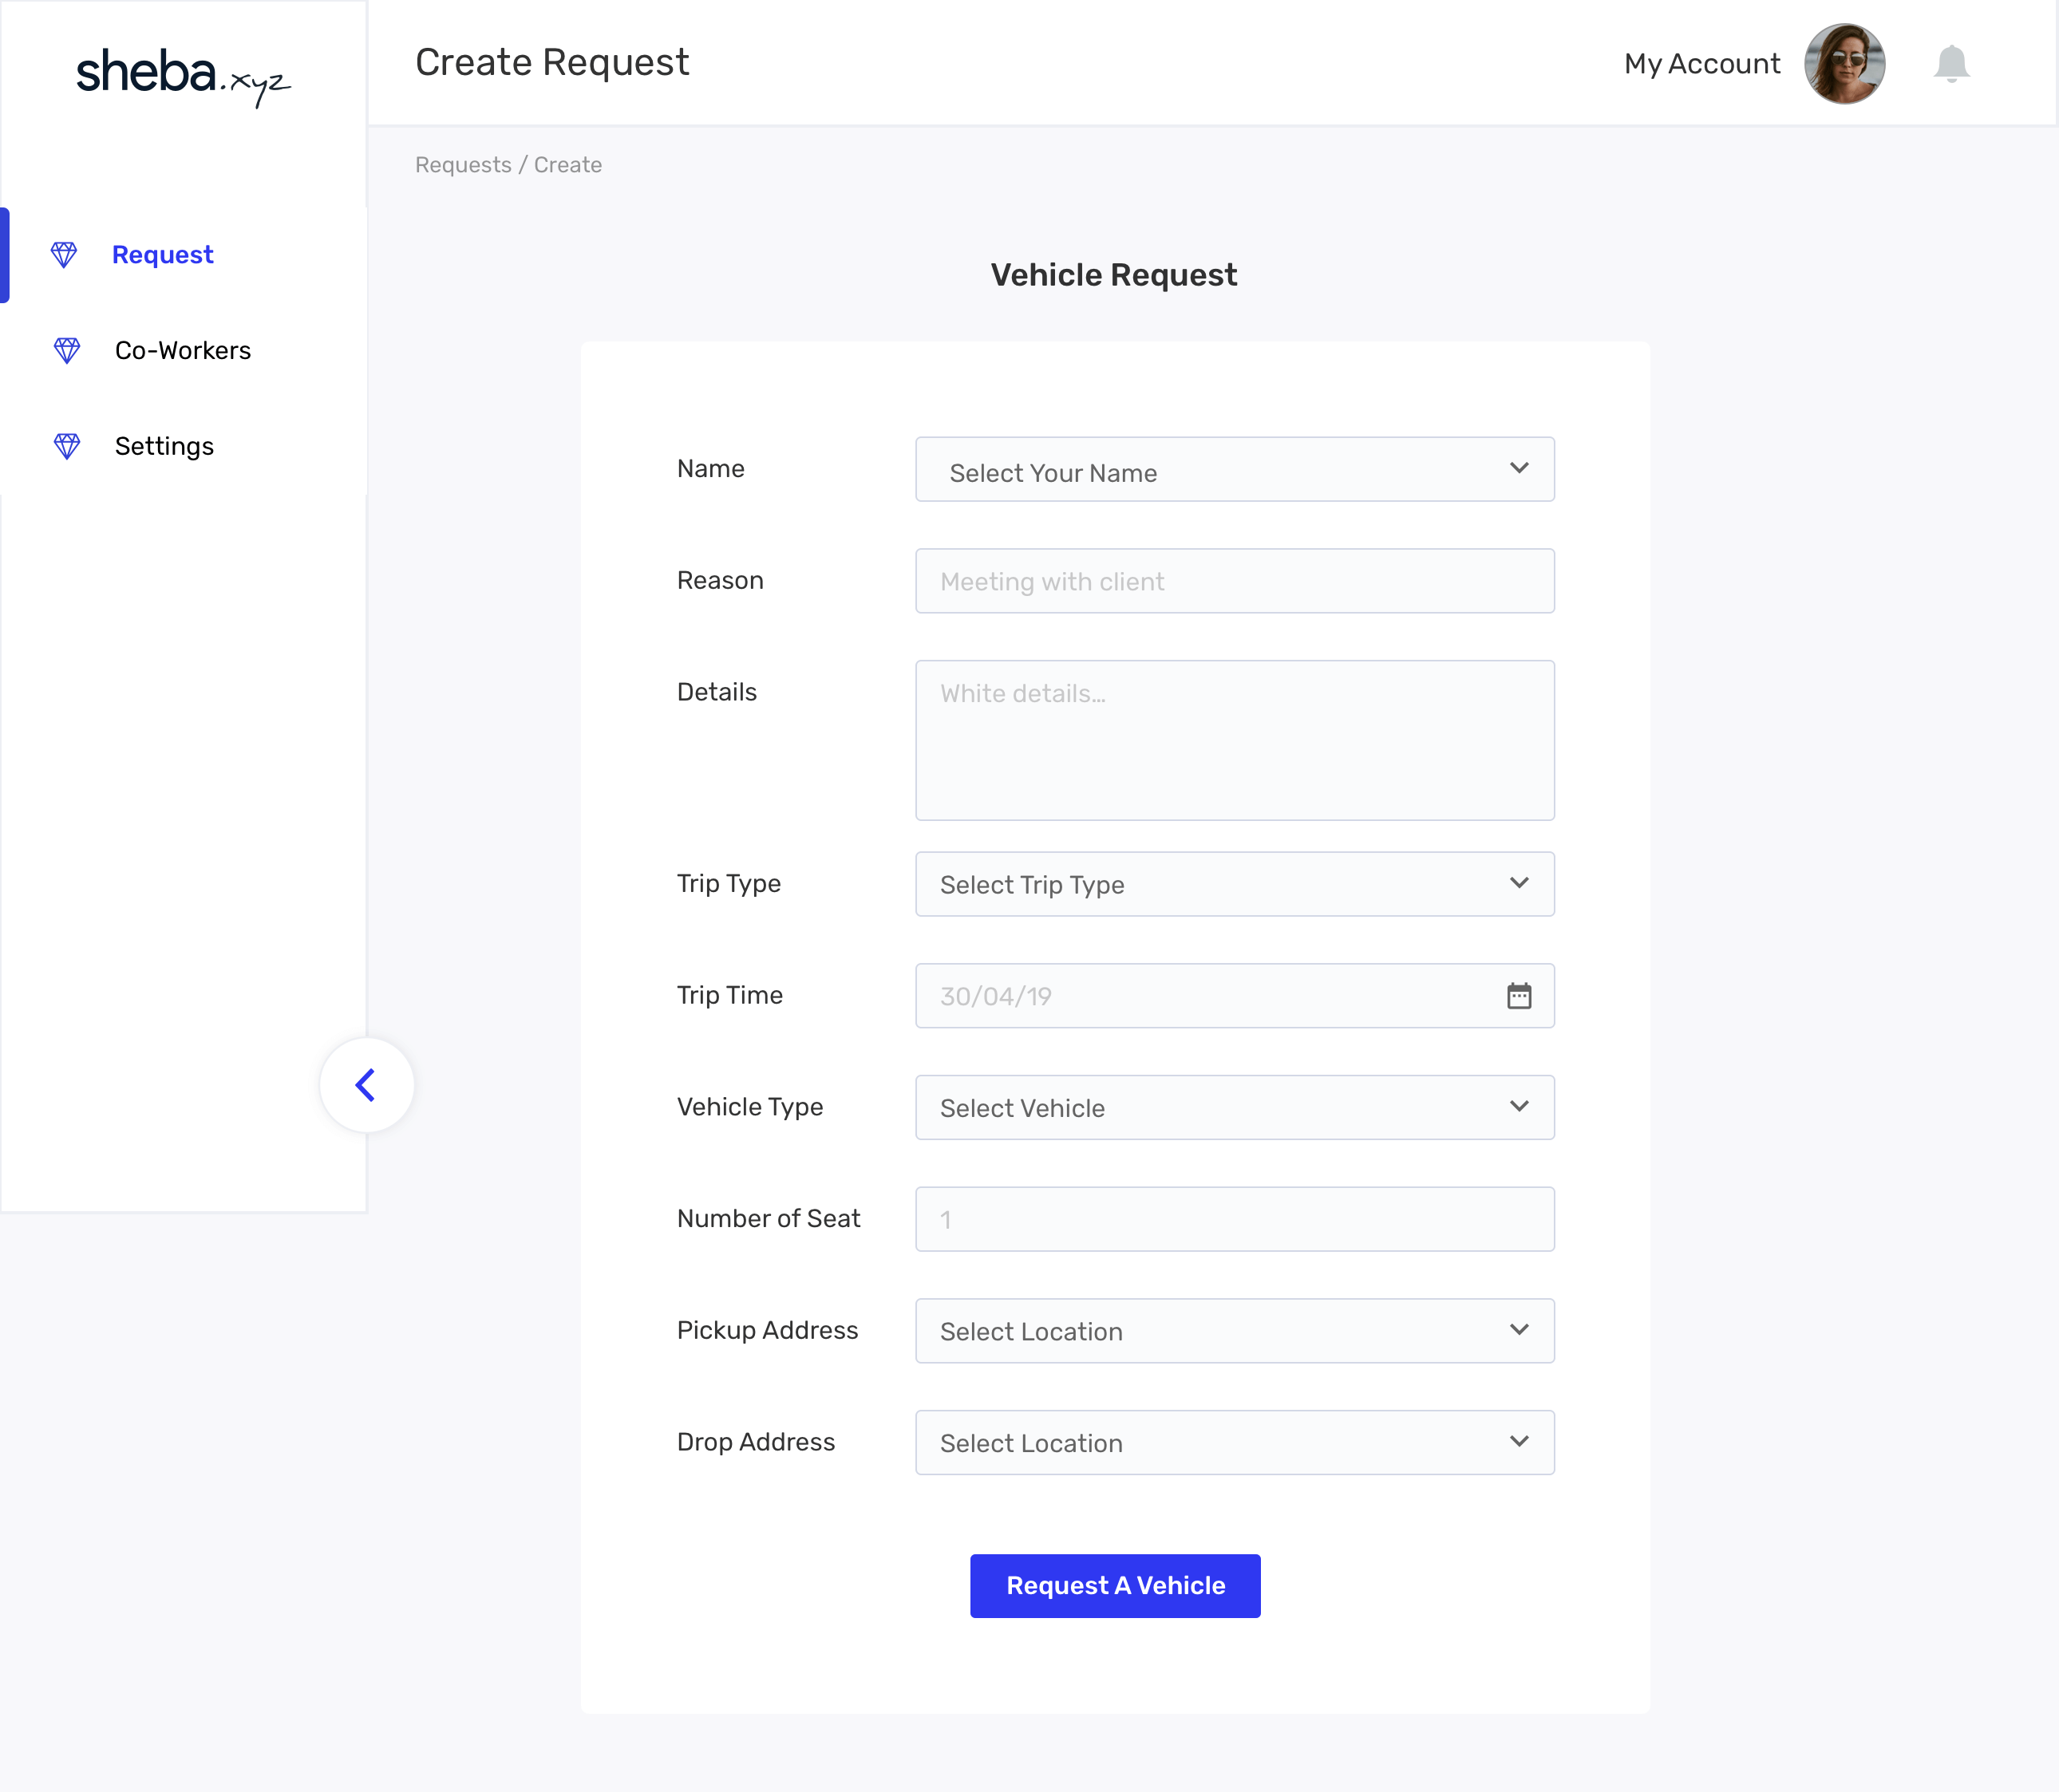 sheba.xyz
Create Request
My Account
Requests / Create
Request
Co-Workers
Settings
Vehicle Request
Name
Select Your Name
Reason
Meeting with client
Details
White details...
Trip Type
Select Trip Type
Trip Time
30/04/19
Vehicle Type
Select Vehicle
Number of Seat
1
Pickup Address
Select Location
Drop Address
Select Location
Request A Vehicle